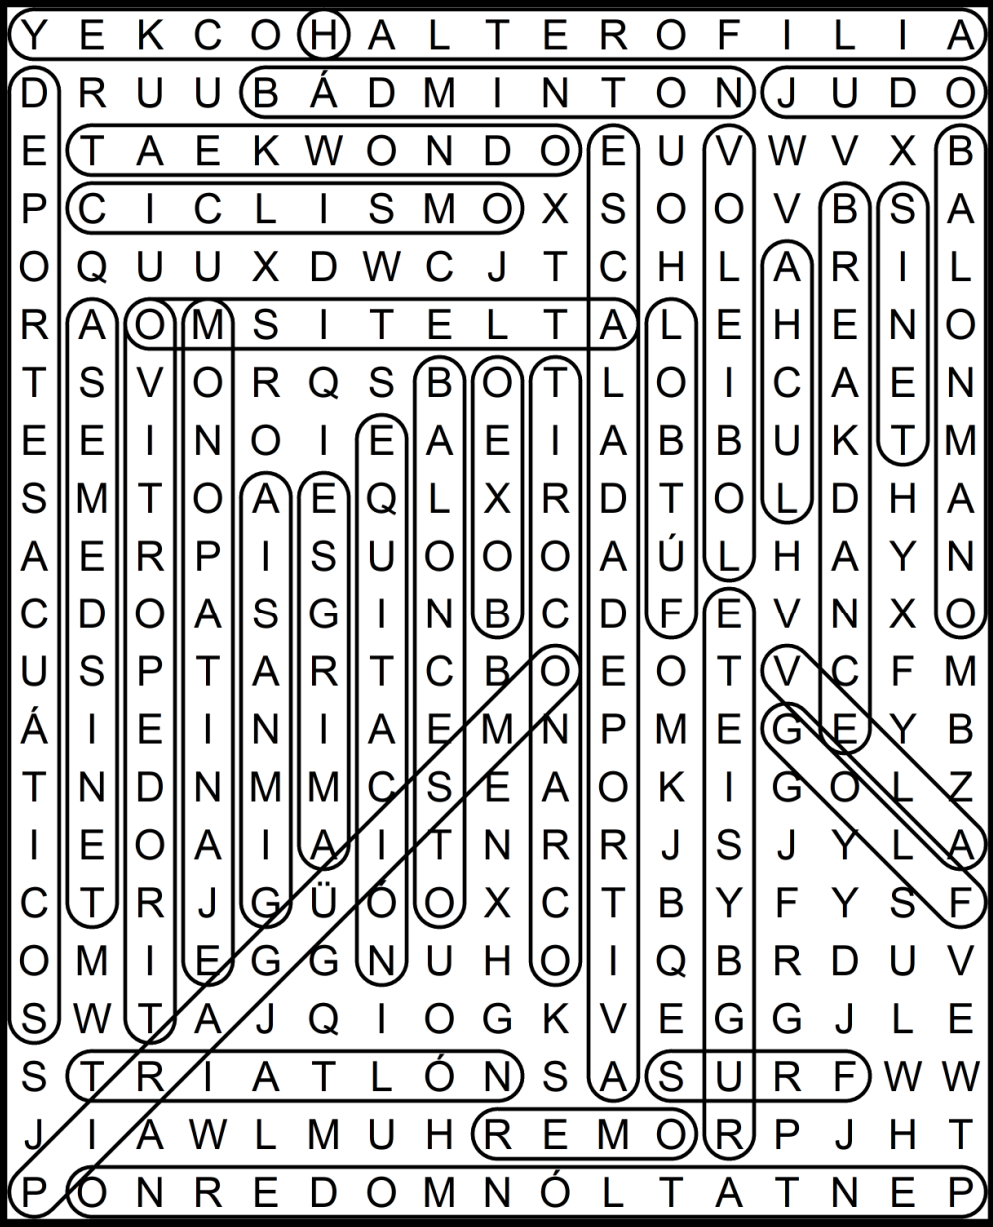 Y E K C O H A L T E R O F I L I A
D R U U B Á D M I N T O N J U D O
E T A E K W O N D O E U V W V X B
P C I C L I S M O X S O O V B S A
O Q U U X D W C J T C H L A R I L
R A O M S I T E L T A L E H E N O
T S V O R Q S B O T L O I C A E N
E E I N O I E A E I A B B U K T M
S M T O A E Q L X R D T O L D H A
A E R P I S U O O O A Ú L H A Y N
C D O A S G I N B C D F E V N X O
U S P T A R T C B O E O T V C F M
Á I E I N I A E M N P M E G E Y B
T N D N M M C S E A O K I G O L Z
I E O A I A I T N R R J S J Y L A
C T R J G Ü Ó O X C T B Y F Y S F
O M I E G G N U H O I Q B R D U V
S W T A J Q I O G K V E G G J L E
S T R I A T L Ó N S A S U R F W W
J I A W L M U H R E M O R P J H T
P O N R E D O M N Ó L T A T N E P